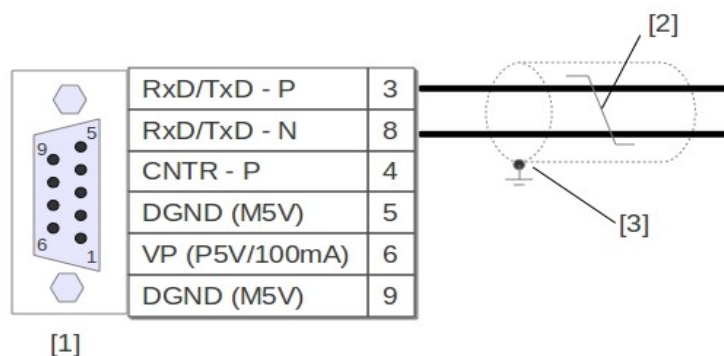 [2]
RxD/TxD - P 3
RxD/TxD - N 8
CNTR - P 4
DGND (M5V) 5
VP (P5V/100mA) 6
DGND (M5V) 9
5
9
6
1
[3]
[1]